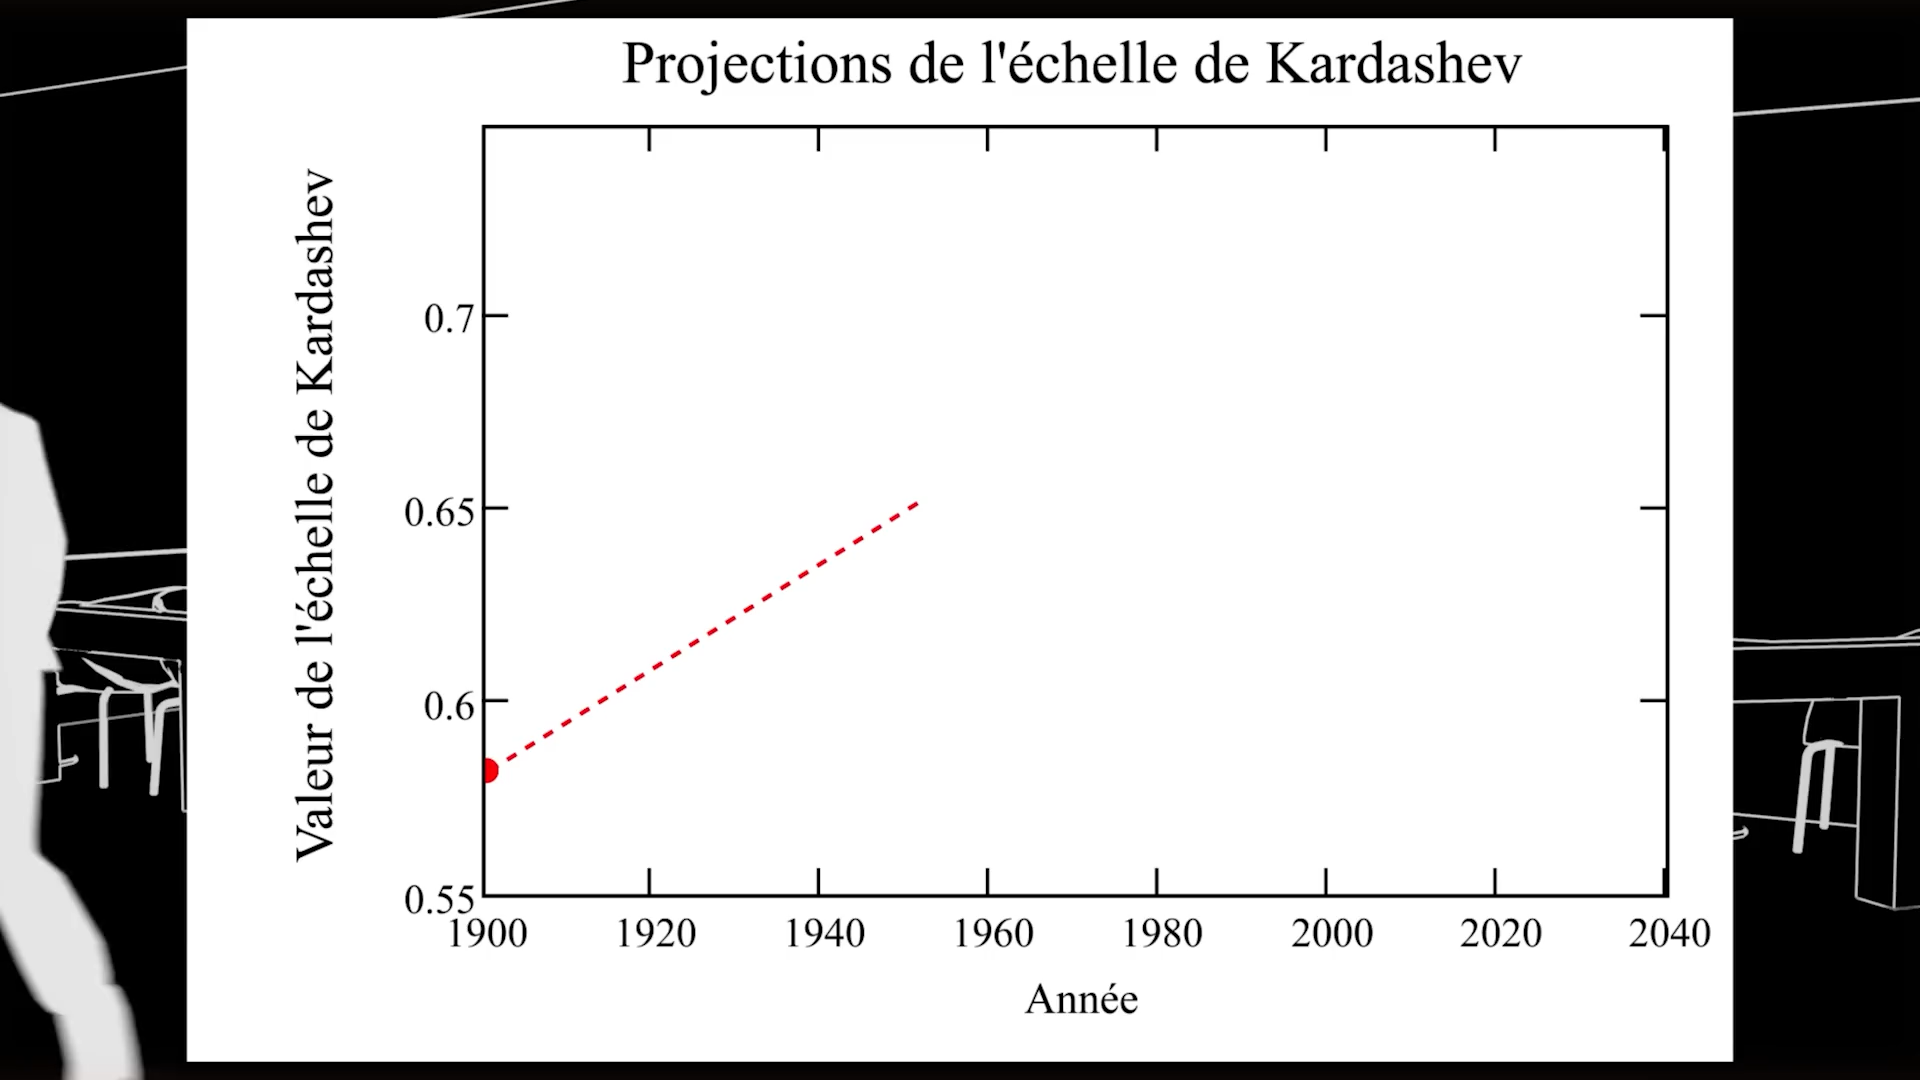 Projections de l'échelle de Kardashev
Valeur de l'échelle de Kardashev
0.7
0.65
0.6
0.55
1900 1920 1940 1960 1980 2000 2020 2040
Année